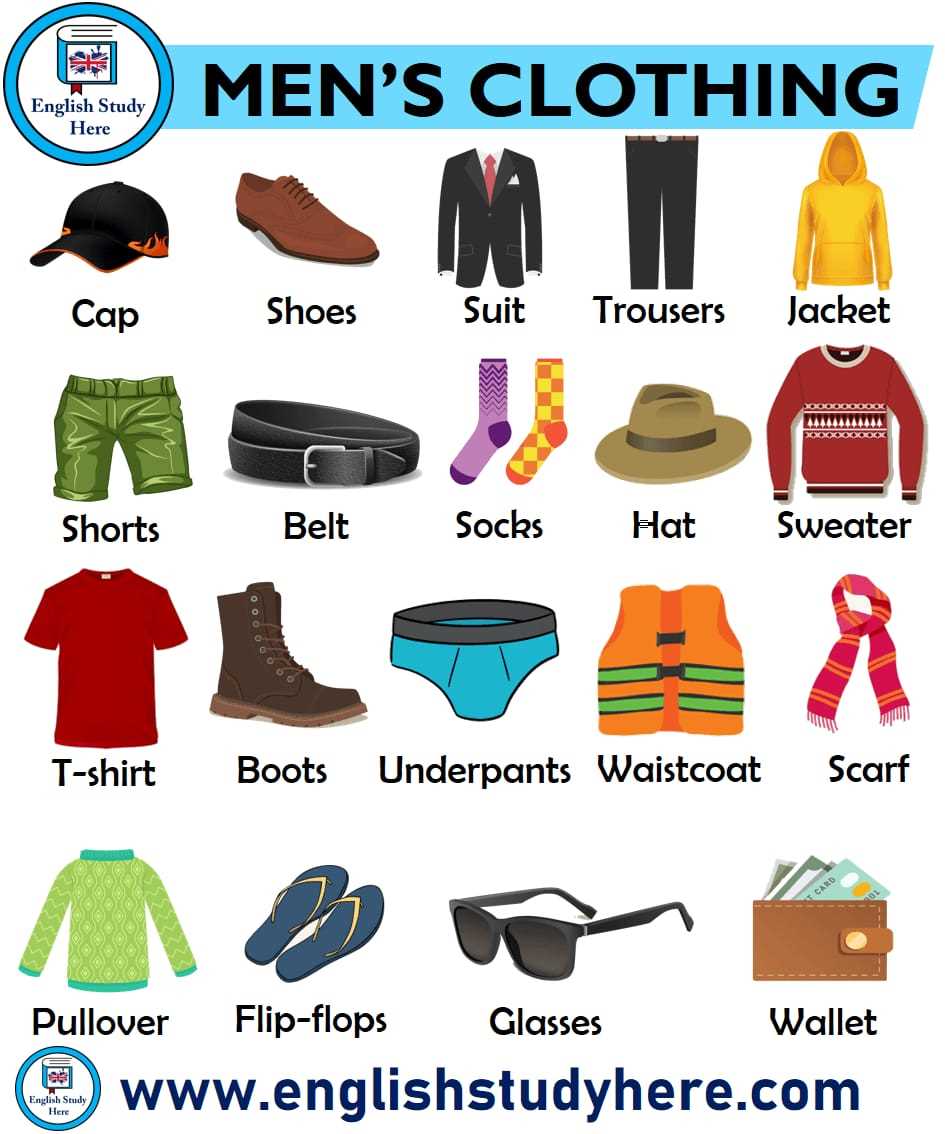 English Study
Here
MEN'S CLOTHING
Cap
Shoes
Suit
Trousers
Jacket
Shorts
Belt
Socks
Hat
Sweater
T-shirt
Boots
Underpants
Waistcoat
Scarf
Pullover
Flip-flops
Glasses
CARD
Wallet
English Study
Here
www.englishstudyhere.com